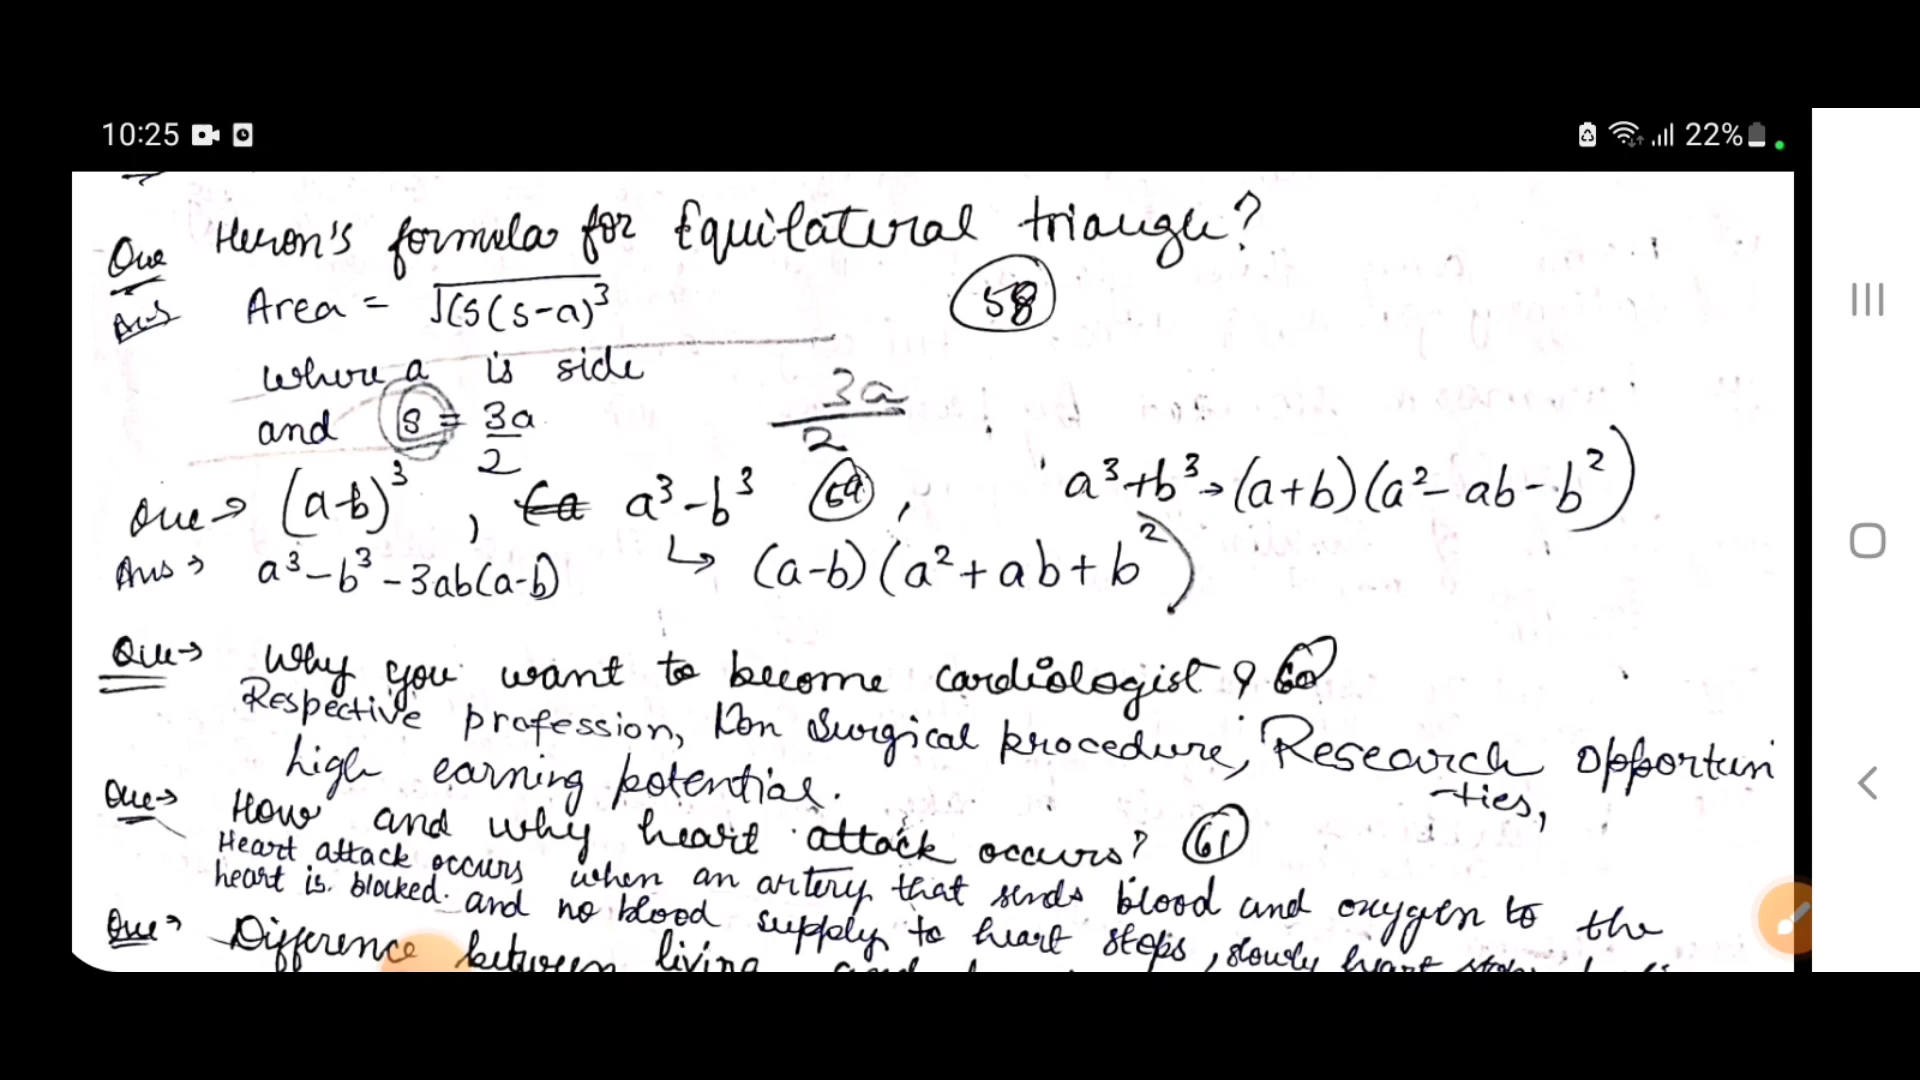 10:25 22%
Que Heron's formula for Equilateral triangle?
Ans Area = √(s(s-a)³ 58
where a is side
and s = 3a/2 3a/2
Que → (a-b)³, a³-b³ 59, a³+b³ → (a+b)(a²-ab-b²)
Ans → a³-b³-3ab(a-b) ↳ (a-b)(a²+ab+b²)
Que → Why you want to become cardiologist ? 60
Respective profession, Non Surgical procedure, Research opportuni
-ties,
high earning potential.
Que → How and why heart attack occurs? 61
Heart attack occurs when an artery that sends blood and oxygen to the
heart is blocked. and no blood supply to heart steps, slowly heart
Que → Difference between living and